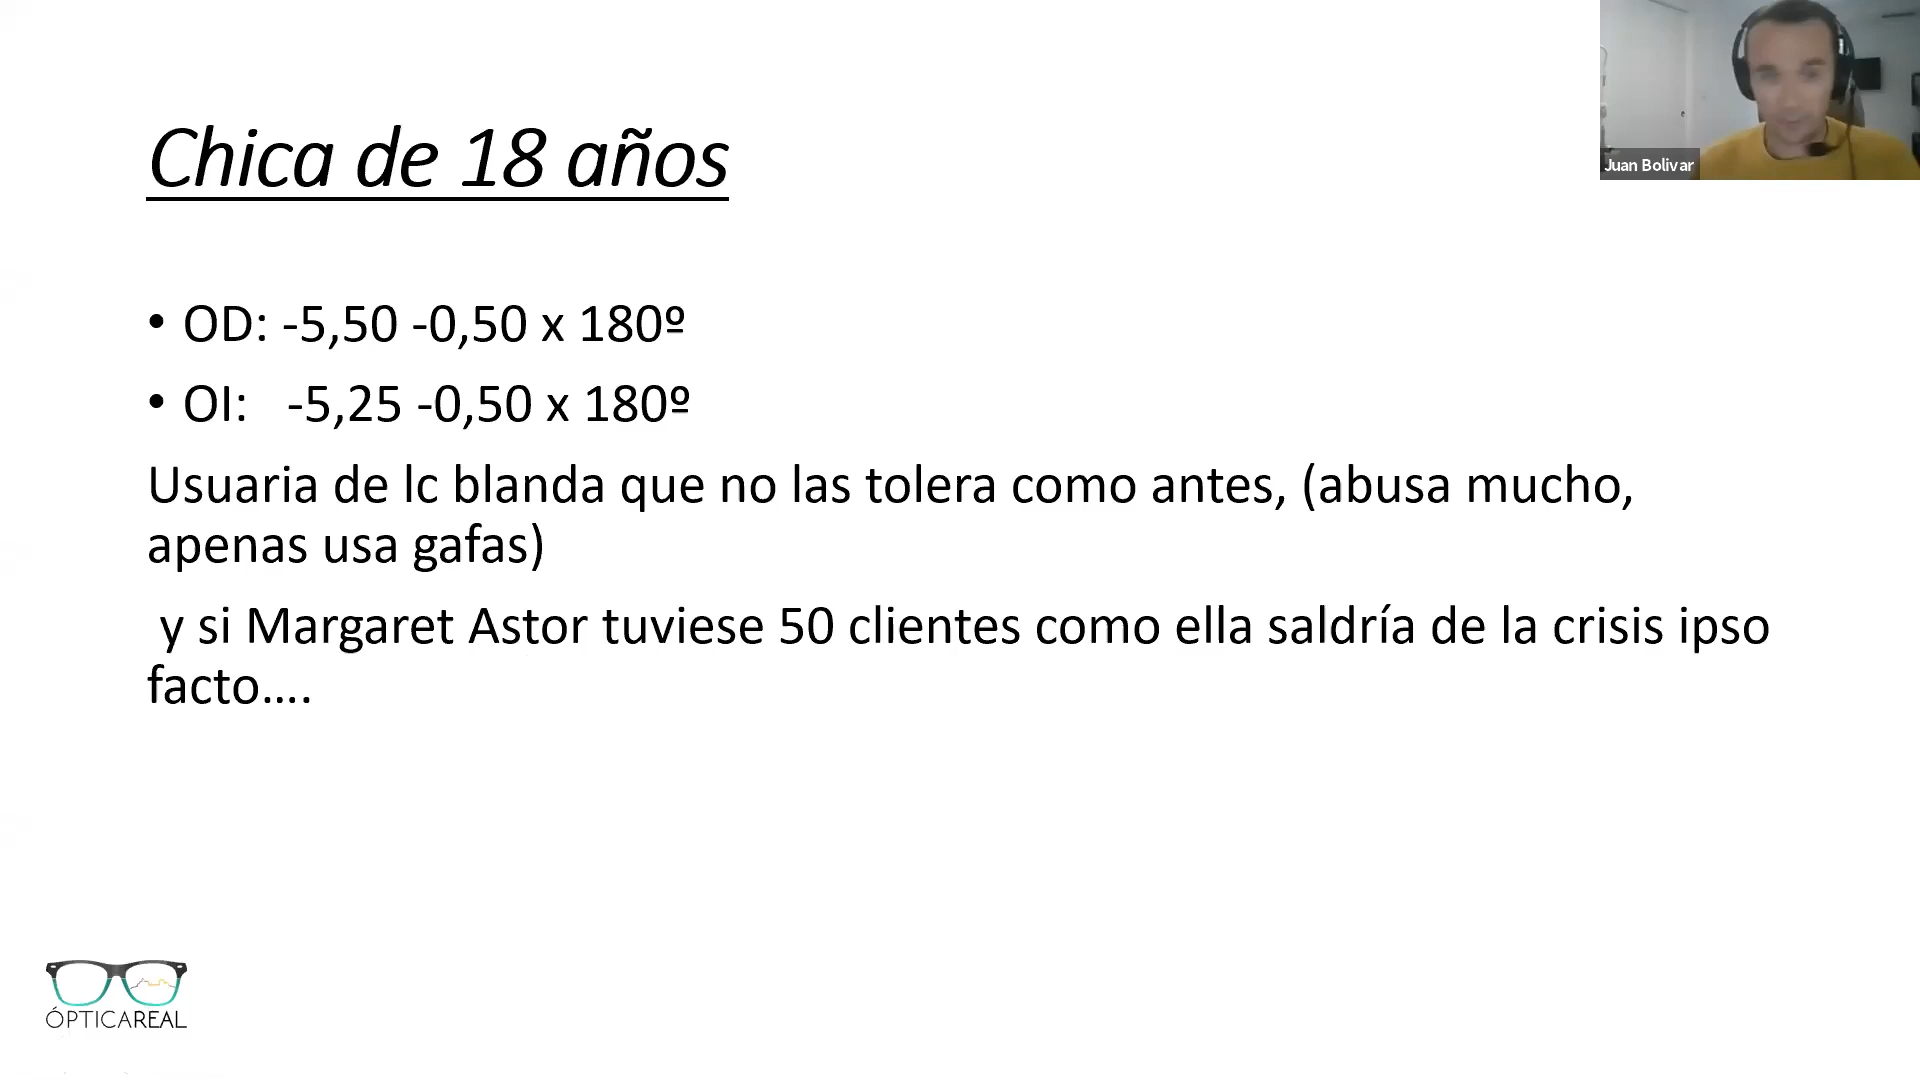 Juan Bolivar
Chica de 18 años
• OD: -5,50 -0,50 x 180º
• OI: -5,25 -0,50 x 180º
Usuaria de lc blanda que no las tolera como antes, (abusa mucho,
apenas usa gafas)
y si Margaret Astor tuviese 50 clientes como ella saldría de la crisis ipso
facto….
ÓPTICAREAL